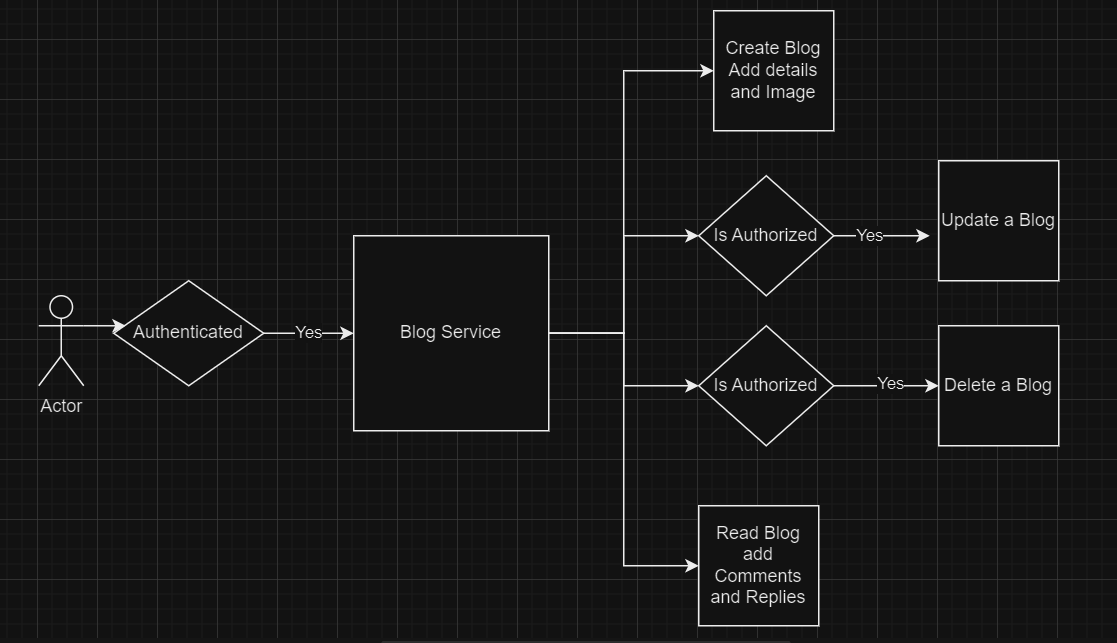 Create Blog
Add details
and Image
Is Authorized
Yes
Update a Blog
Actor
Authenticated
Yes
Blog Service
Is Authorized
Yes
Delete a Blog
Read Blog
add
Comments
and Replies